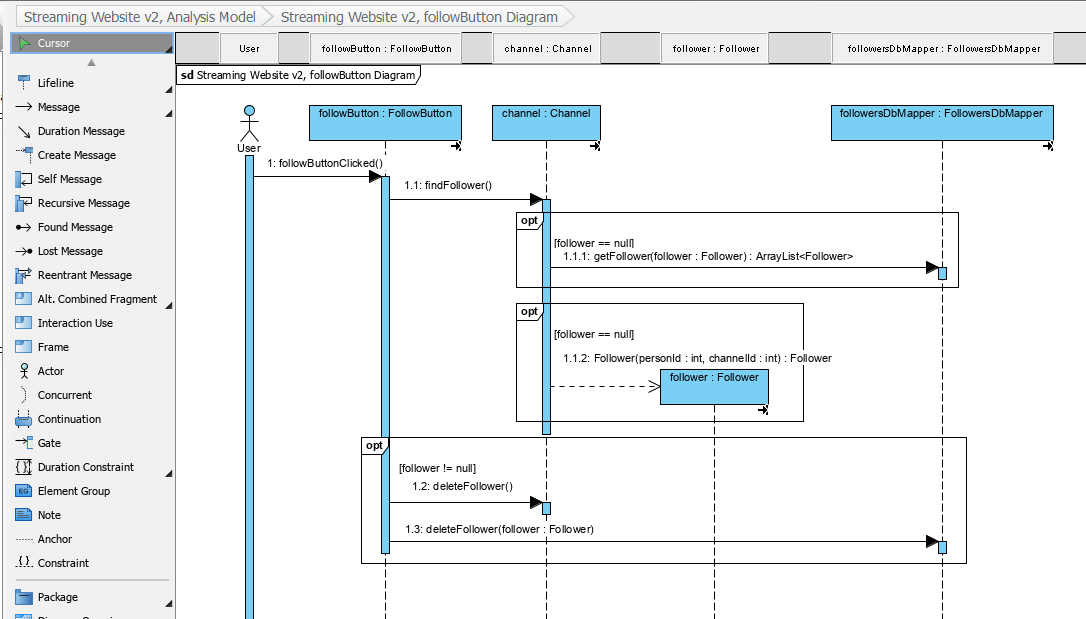 Streaming Website v2, Analysis Model
Streaming Website v2, followButton Diagram
Cursor
Lifeline
Message
Duration Message
Create Message
Self Message
Recursive Message
Found Message
Lost Message
Reentrant Message
Alt. Combined Fragment
Interaction Use
Frame
Actor
Concurrent
Continuation
Gate
Duration Constraint
Element Group
Note
Anchor
Constraint
Package
User
followButton : FollowButton
channel : Channel
follower : Follower
followersDbMapper : FollowersDbMapper
sd Streaming Website v2, followButton Diagram
User
followButton : FollowButton
channel : Channel
followersDbMapper : FollowersDbMapper
1: followButtonClicked()
1.1: findFollower()
opt
[follower == null]
1.1.1: getFollower(follower : Follower) : ArrayList<Follower>
opt
[follower == null]
1.1.2: Follower(personId : int, channelId : int) : Follower
follower : Follower
opt
[follower != null]
1.2: deleteFollower()
1.3: deleteFollower(follower : Follower)